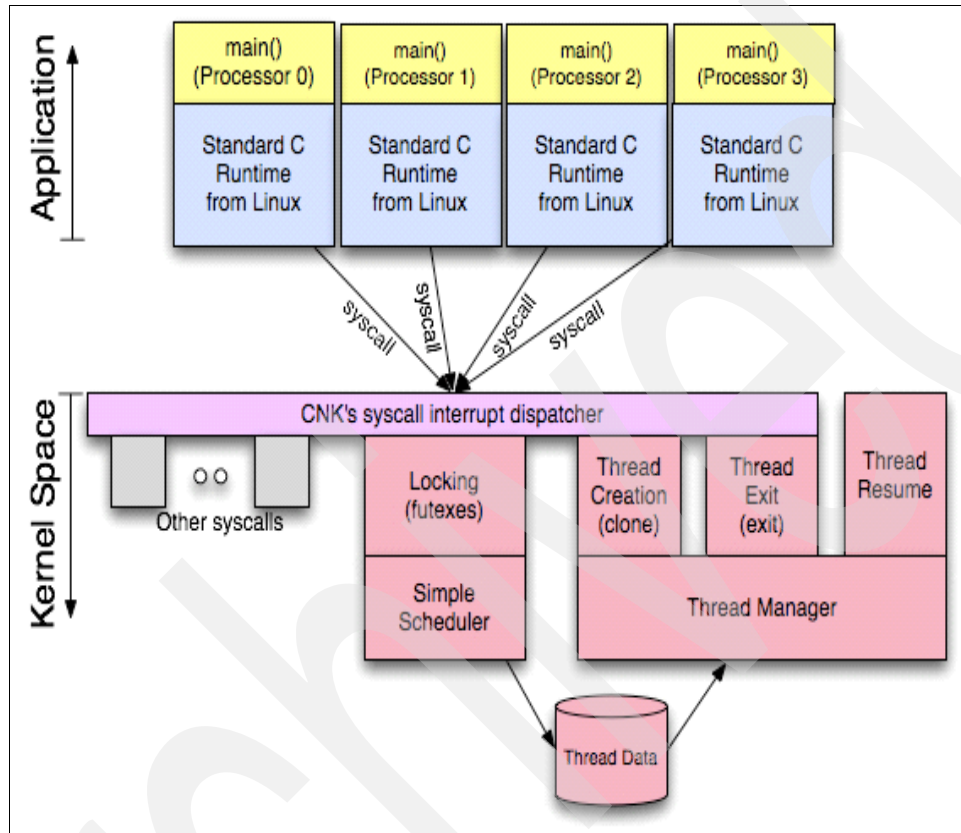 Application
main()
(Processor 0)
main()
(Processor 1)
main()
(Processor 2)
main()
(Processor 3)
Standard C
Runtime
from Linux
Standard C
Runtime
from Linux
Standard C
Runtime
from Linux
Standard C
Runtime
from Linux
syscall
syscall
syscall
syscall
Kernel Space
CNK's syscall interrupt dispatcher
Other syscalls
Locking
(futexes)
Thread
Creation
(clone)
Thread
Exit
(exit)
Thread
Resume
Simple
Scheduler
Thread Manager
Thread Data